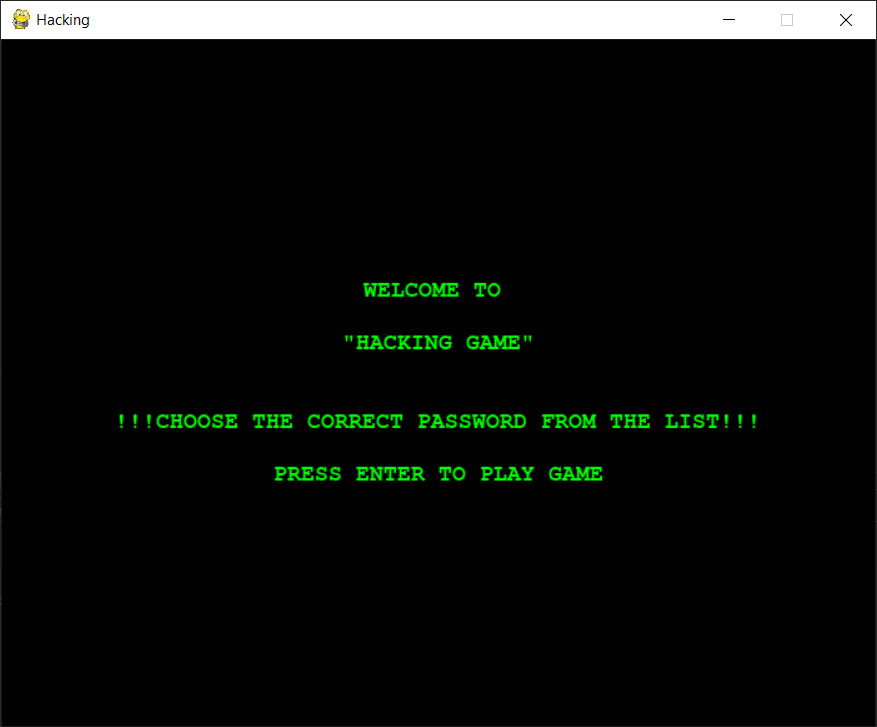 Hacking
WELCOME TO
"HACKING GAME"
!!!CHOOSE THE CORRECT PASSWORD FROM THE LIST!!!
PRESS ENTER TO PLAY GAME